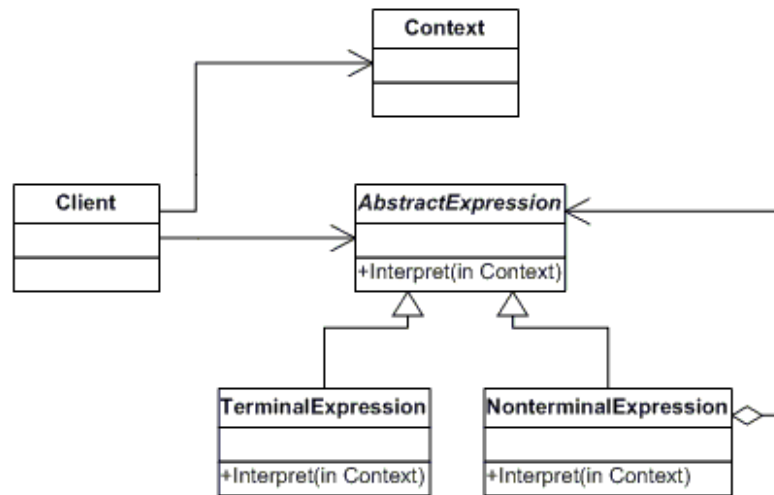 Context
Client
AbstractExpression
+Interpret(in Context)
TerminalExpression
+Interpret(in Context)
NonterminalExpression
+Interpret(in Context)